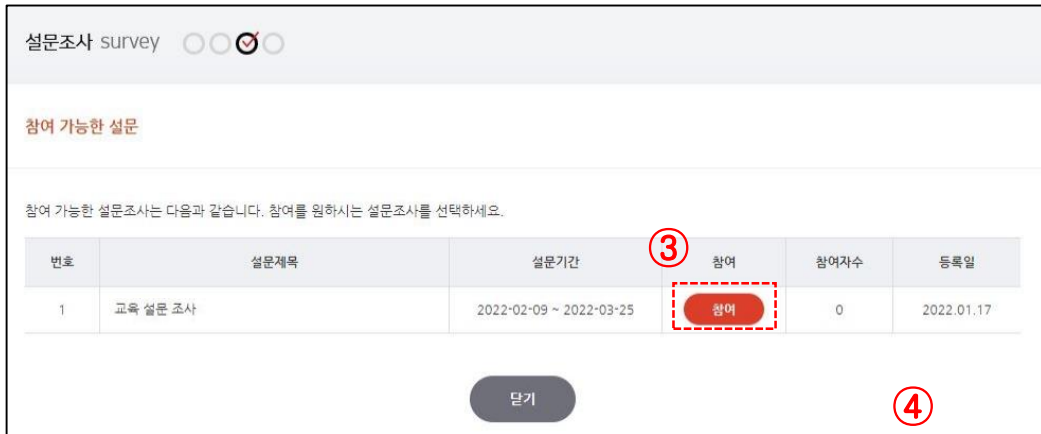 설문조사 survey
참여 가능한 설문
참여 가능한 설문조사는 다음과 같습니다. 참여를 원하시는 설문조사를 선택하세요.
③
번호 설문제목 설문기간 참여 참여자수 등록일
1 교육 설문 조사 2022-02-09 ~ 2022-03-25 참여 0 2022.01.17
닫기
④